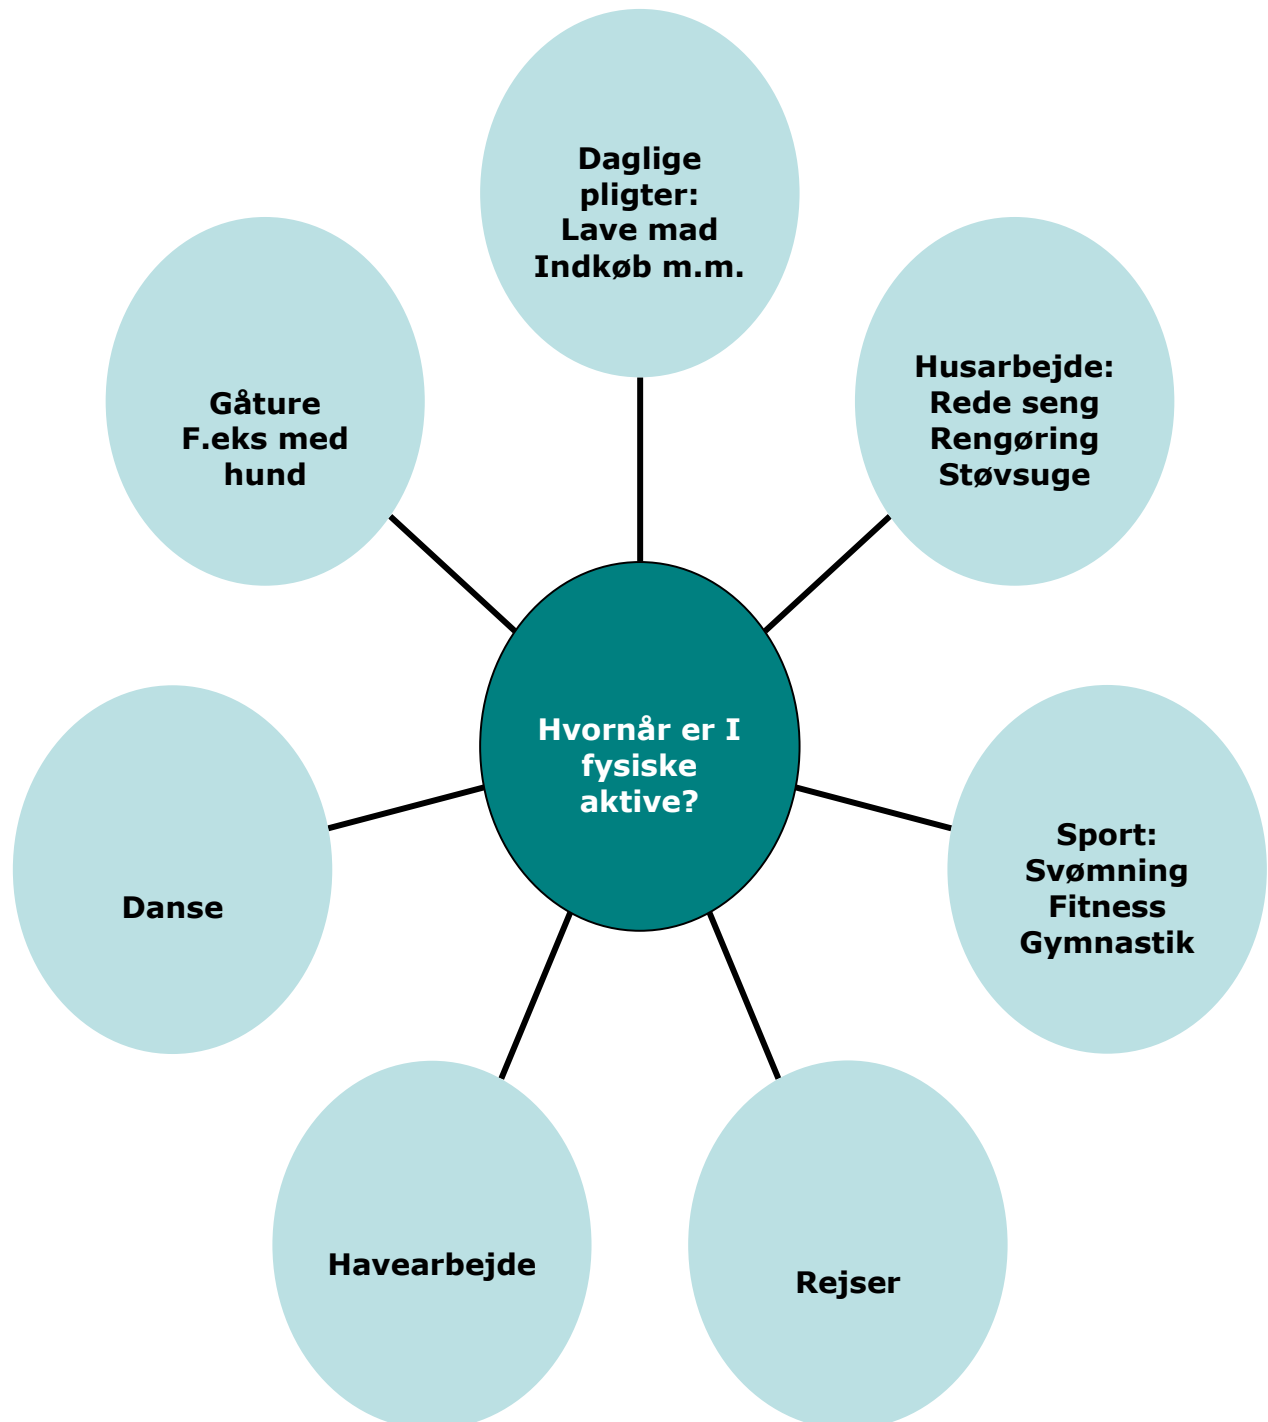 Daglige
pligter:
Lave mad
Indkøb m.m.
Husarbejde:
Rede seng
Rengøring
Støvsuge
Gåture
F.eks med
hund
Hvornår er I
fysiske
aktive?
Sport:
Svømning
Fitness
Gymnastik
Danse
Havearbejde
Rejser